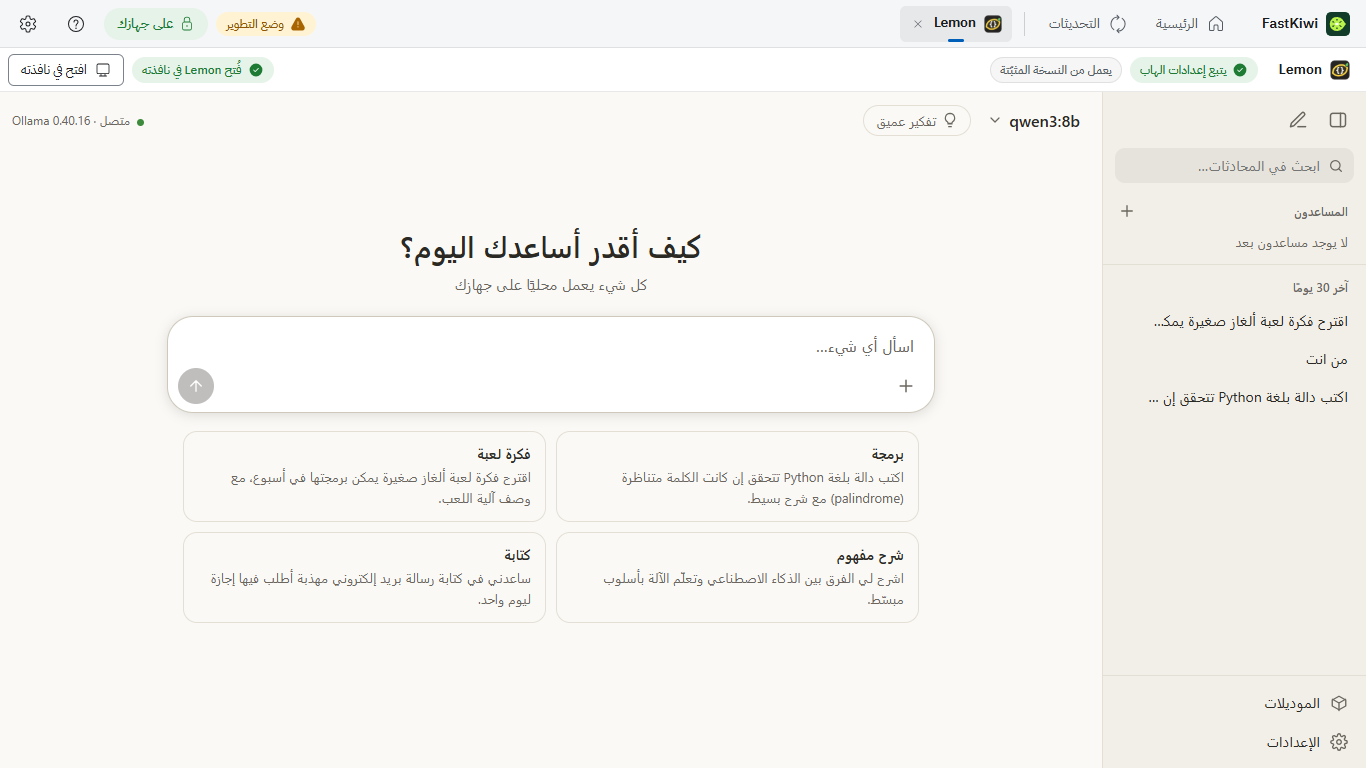 FastKiwi
الرئيسية
التحديثات
Lemon
وضع التطوير
على جهازك
Lemon
يتبع إعدادات الهاب
يعمل من النسخة المثبّتة
فُتح Lemon في نافذته
افتح في نافذته
ابحث في المحادثات...
المساعدون
لا يوجد مساعدون بعد
آخر 30 يومًا
اقترح فكرة لعبة ألغاز صغيرة يمكـ...
من انت
اكتب دالة بلغة Python تتحقق إن ...
الموديلات
الإعدادات
qwen3:8b
تفكير عميق
متصل · Ollama 0.40.16
كيف أقدر أساعدك اليوم؟
كل شيء يعمل محليًا على جهازك
اسأل أي شيء...
برمجة
اكتب دالة بلغة Python تتحقق إن كانت الكلمة متناظرة
(palindrome) مع شرح بسيط.
فكرة لعبة
اقترح فكرة لعبة ألغاز صغيرة يمكن برمجتها في أسبوع، مع
وصف آلية اللعب.
شرح مفهوم
اشرح لي الفرق بين الذكاء الاصطناعي وتعلّم الآلة بأسلوب
مبسّط.
كتابة
ساعدني في كتابة رسالة بريد إلكتروني مهذبة أطلب فيها إجازة
ليوم واحد.